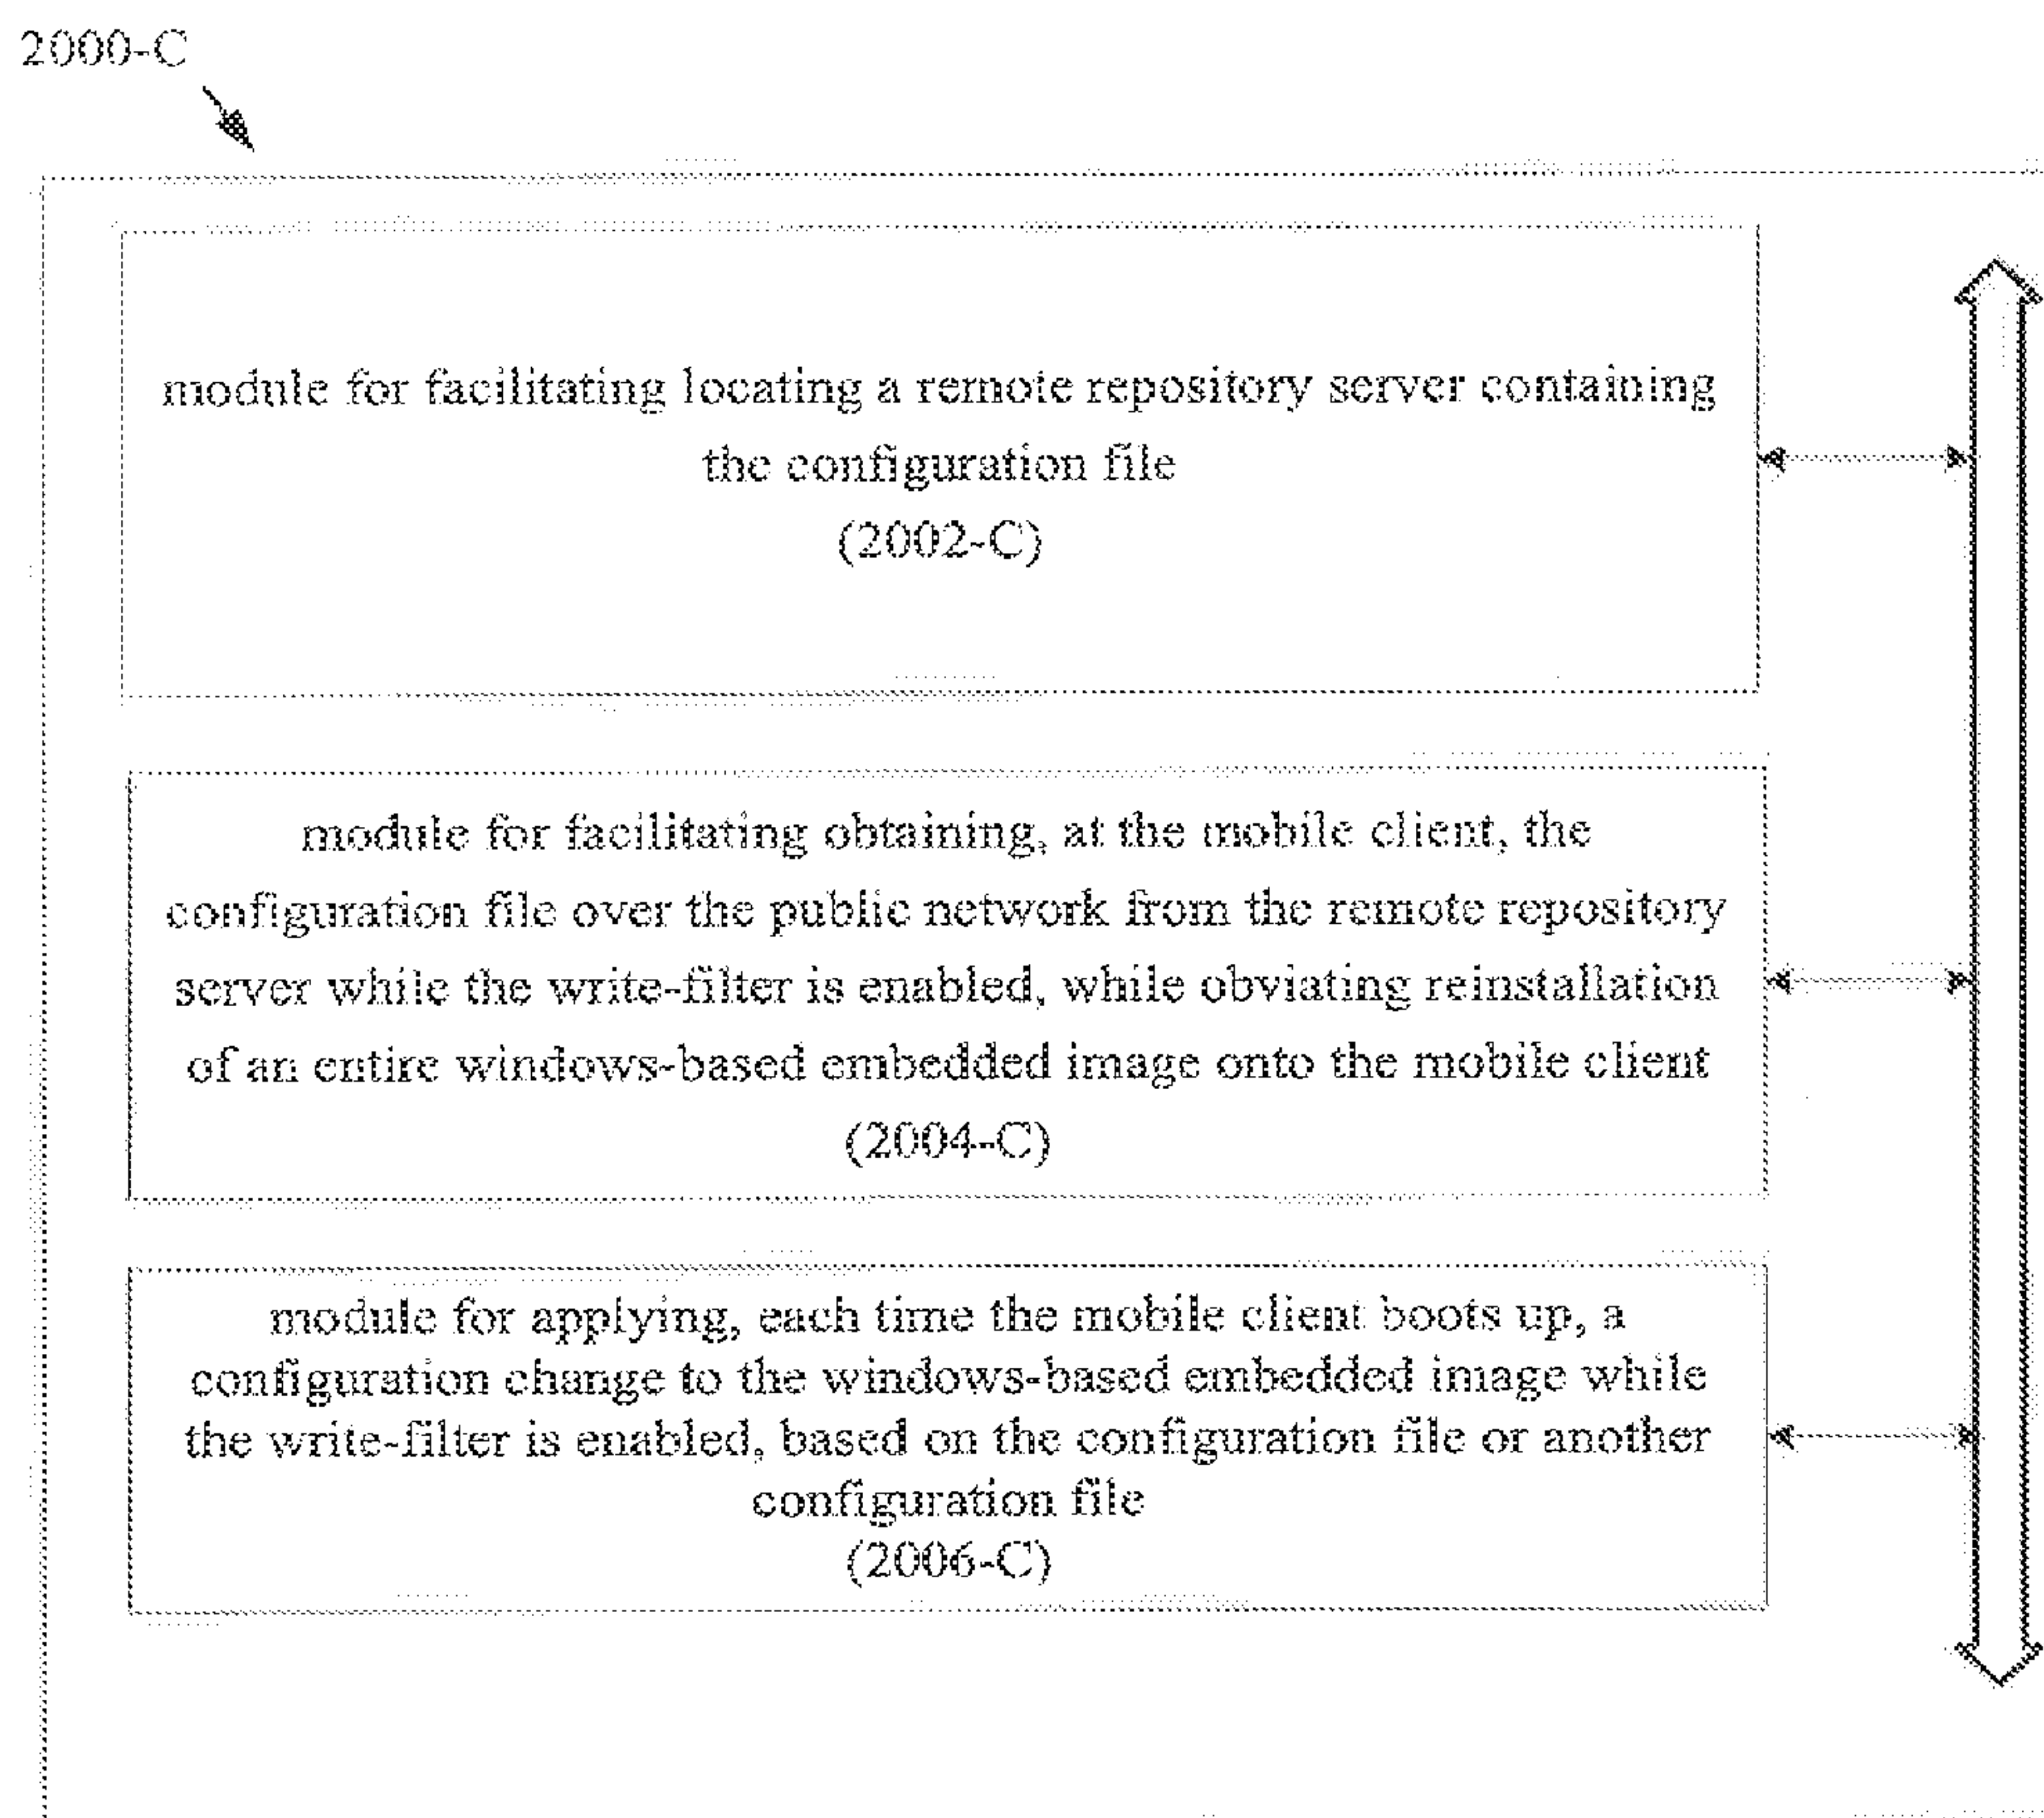 2000-C
module for facilitating locating a remote repository server containing
the configuration file
(2002-C)
module for facilitating obtaining, at the mobile client, the
configuration file over the public network from the remote repository
server while the write-filter is enabled, while obviating reinstallation
of an entire windows-based embedded image onto the mobile client
(2004-C)
module for applying, each time the mobile client boots up, a
configuration change to the windows-based embedded image while
the write-filter is enabled, based on the configuration file or another
configuration file
(2006-C)